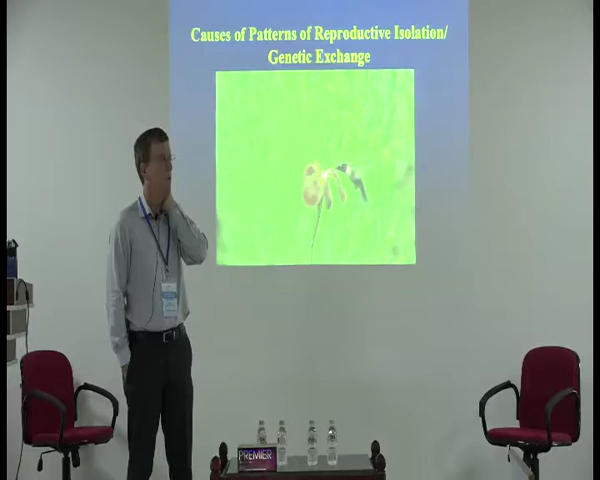 Causes of Patterns of Reproductive Isolation/
Genetic Exchange
PREMIER